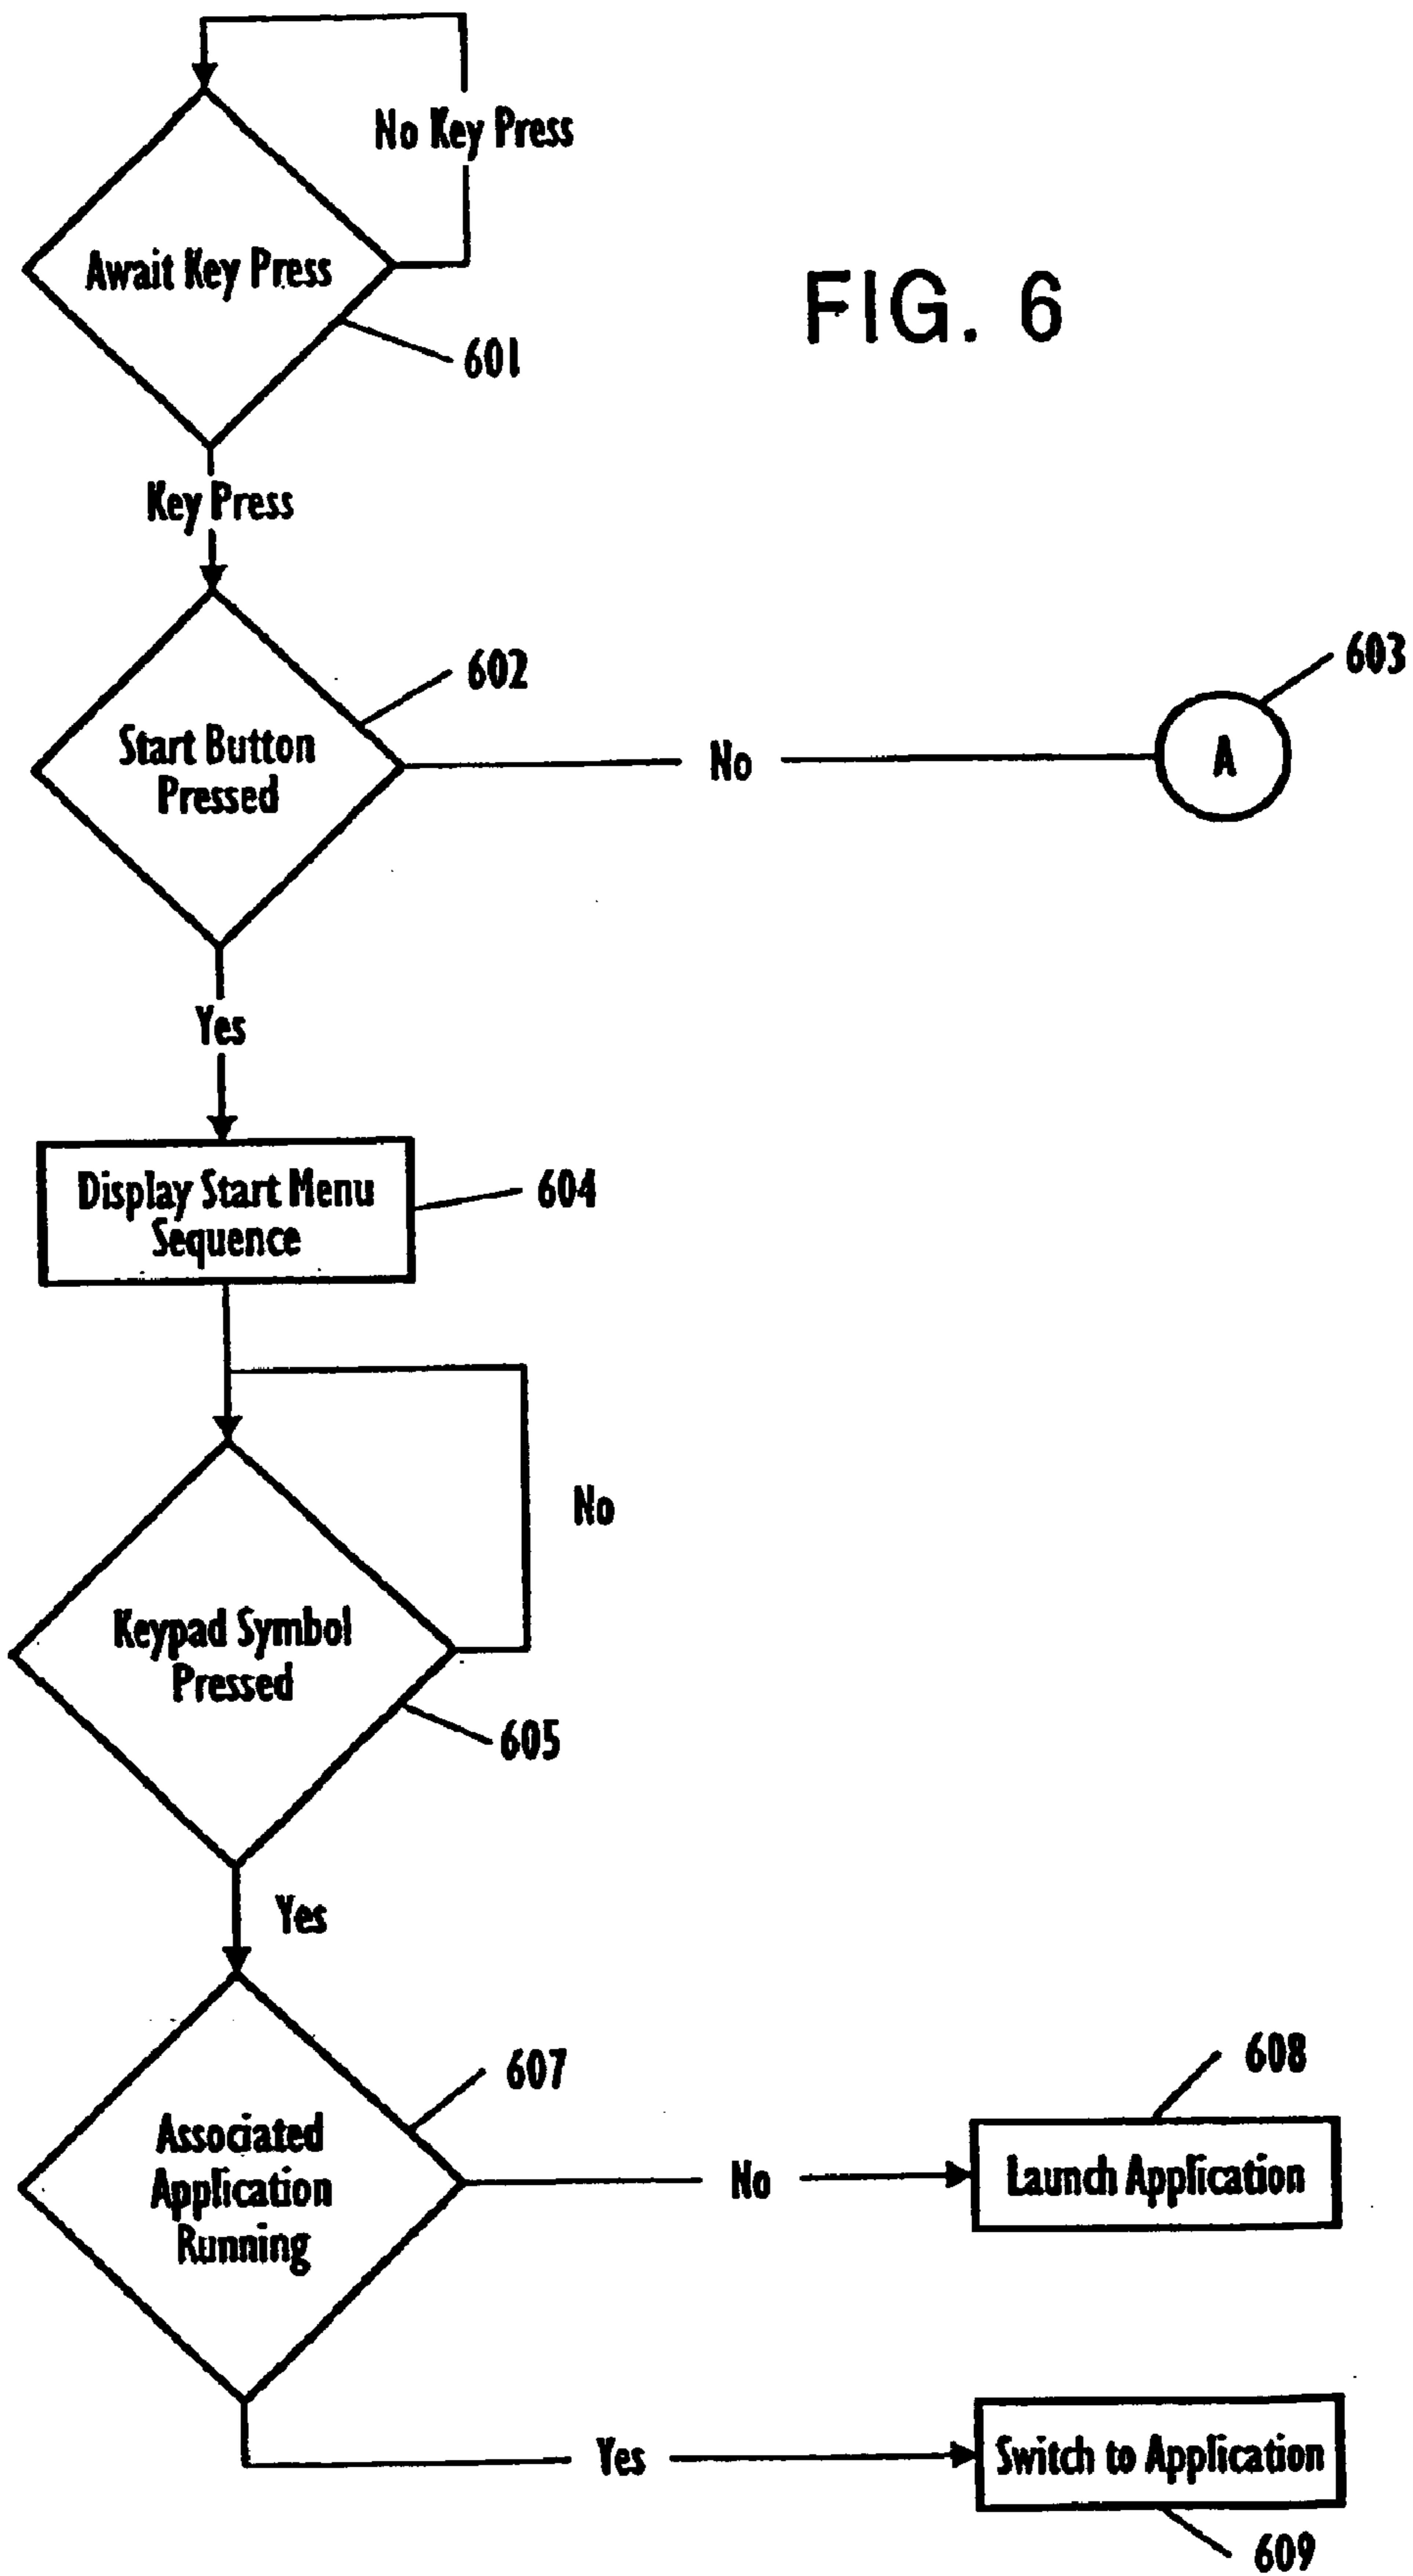 No Key Press
Await Key Press
FIG. 6
601
Key Press
602
603
Start Button
Pressed
No
A
Yes
Display Start Menu
Sequence
604
No
Keypad Symbol
Pressed
605
Yes
607
608
Associated
Application
Running
No
Launch Application
Yes
Switch to Application
609